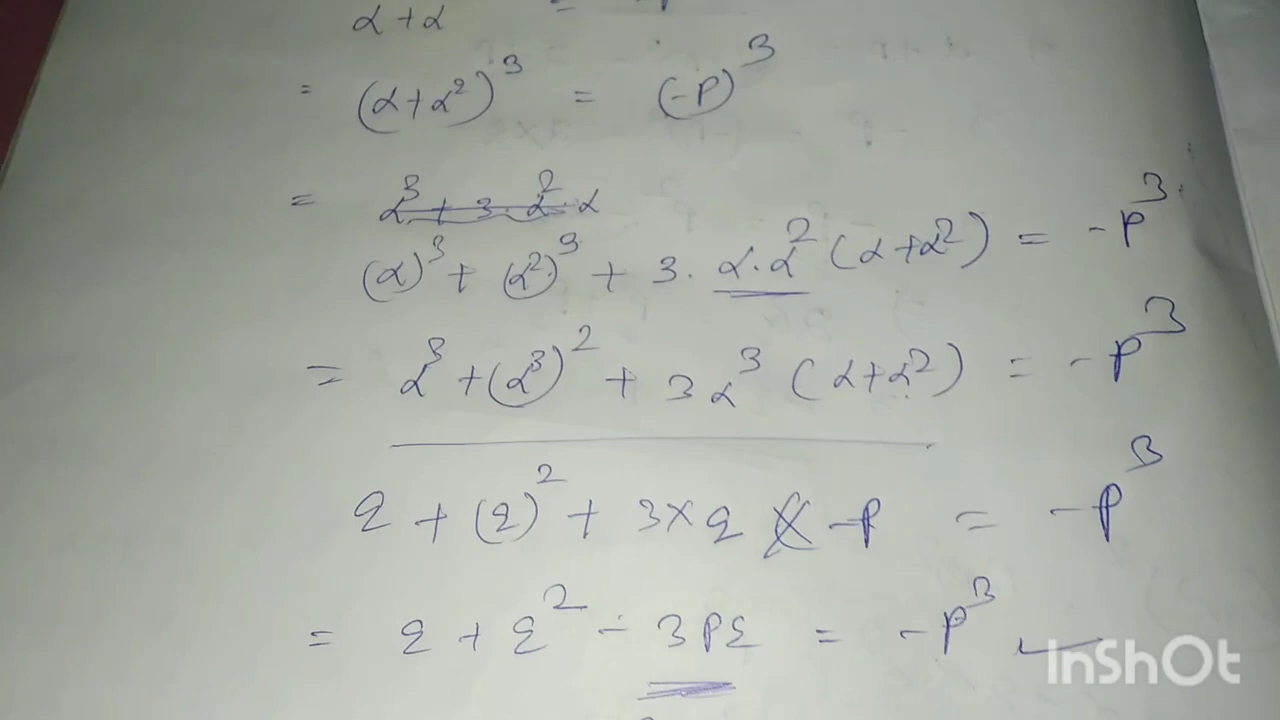 α + α = -P
= (α+α²)³ = (-P)³
= α³ + 3. α². α
(α)³ + (α²)³ + 3. α.α² (α+α²) = -P³
= α³ + (α³)² + 3α³ (α+α²) = -P³
q + (q)² + 3×q × -P = -P³
= q + q² - 3Pq = -P³
InShOt